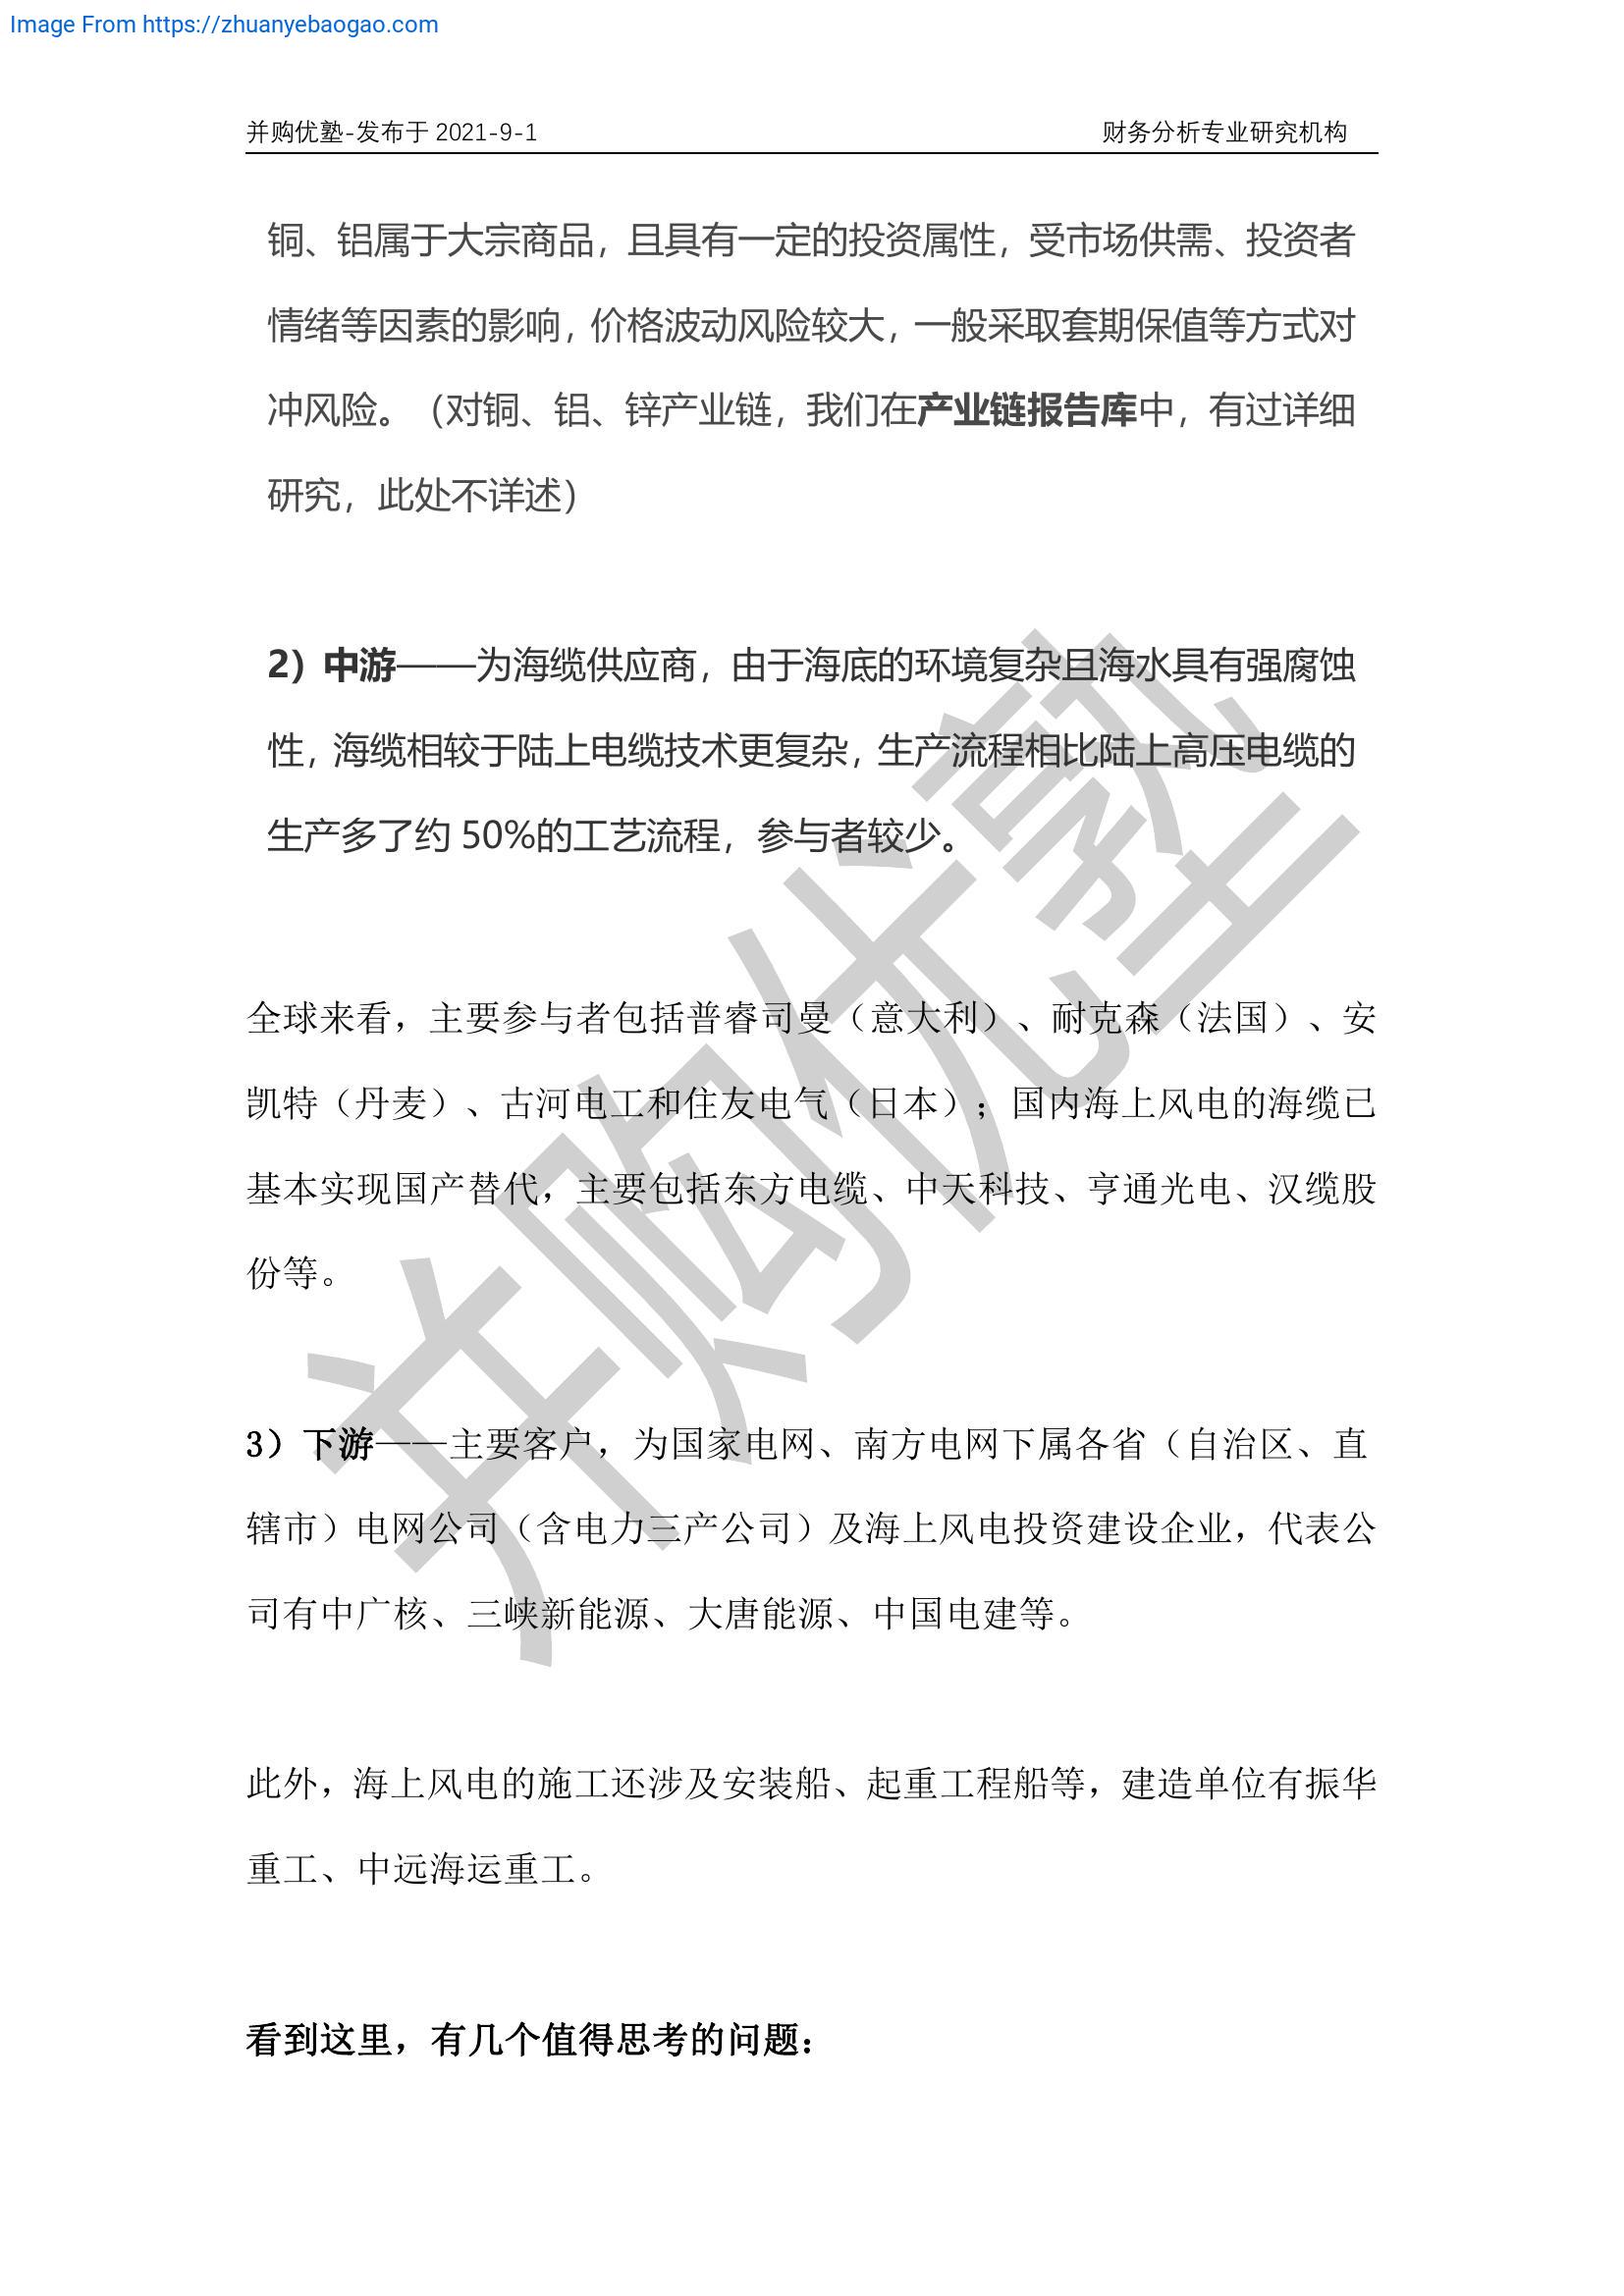 Image From https://zhuanyebaogao.com
并购优塾-发布于 2021-9-1 财务分析专业研究机构
铜、铝属于大宗商品，且具有一定的投资属性，受市场供需、投资者
情绪等因素的影响，价格波动风险较大，一般采取套期保值等方式对
冲风险。（对铜、铝、锌产业链，我们在产业链报告库中，有过详细
研究，此处不详述）
2）中游——为海缆供应商，由于海底的环境复杂且海水具有强腐蚀
性，海缆相较于陆上电缆技术更复杂，生产流程相比陆上高压电缆的
生产多了约 50%的工艺流程，参与者较少。
全球来看，主要参与者包括普睿司曼（意大利）、耐克森（法国）、安
凯特（丹麦）、古河电工和住友电气（日本）；国内海上风电的海缆已
基本实现国产替代，主要包括东方电缆、中天科技、亨通光电、汉缆股
份等。
3）下游——主要客户，为国家电网、南方电网下属各省（自治区、直
辖市）电网公司（含电力三产公司）及海上风电投资建设企业，代表公
司有中广核、三峡新能源、大唐能源、中国电建等。
此外，海上风电的施工还涉及安装船、起重工程船等，建造单位有振华
重工、中远海运重工。
看到这里，有几个值得思考的问题：
并购优塾